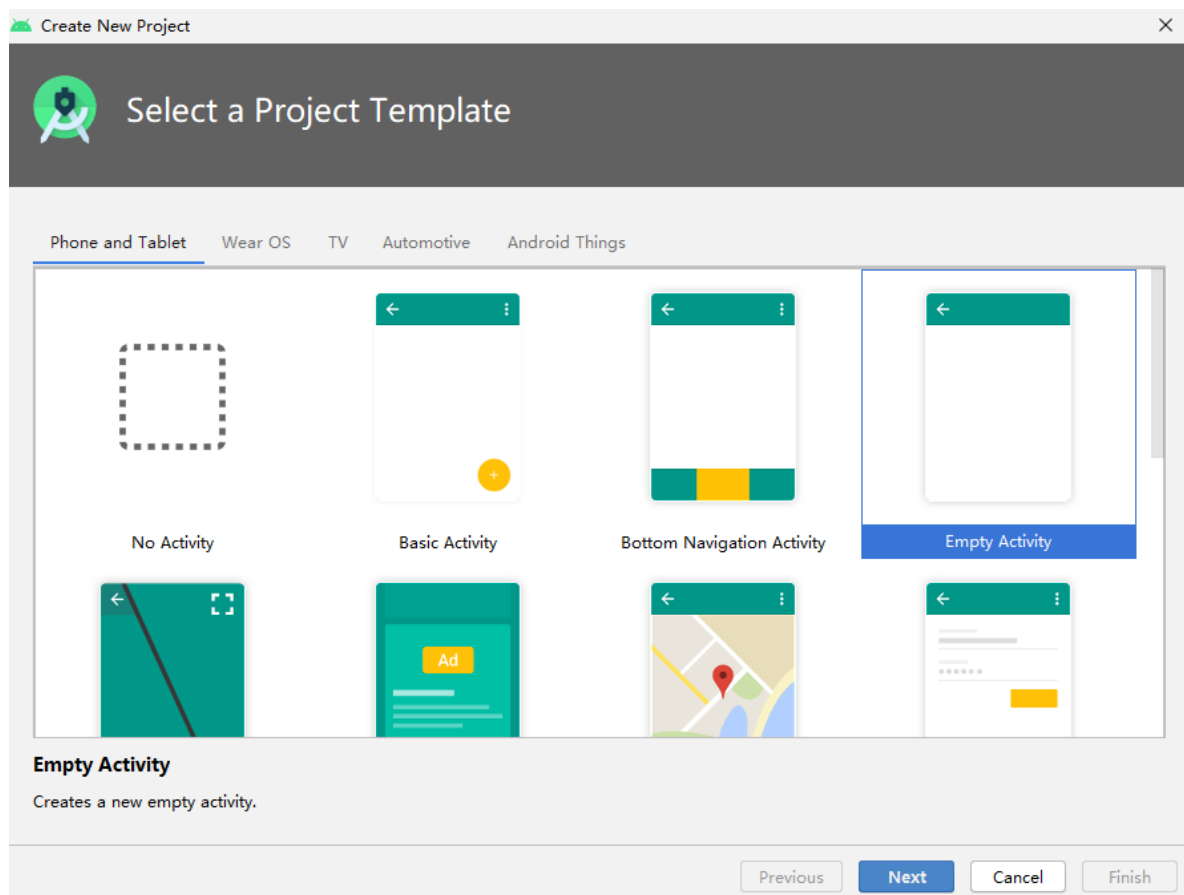 Create New Project
Select a Project Template
Phone and Tablet Wear OS TV Automotive Android Things
No Activity Basic Activity Bottom Navigation Activity Empty Activity
Ad
Empty Activity
Creates a new empty activity.
Previous Next Cancel Finish